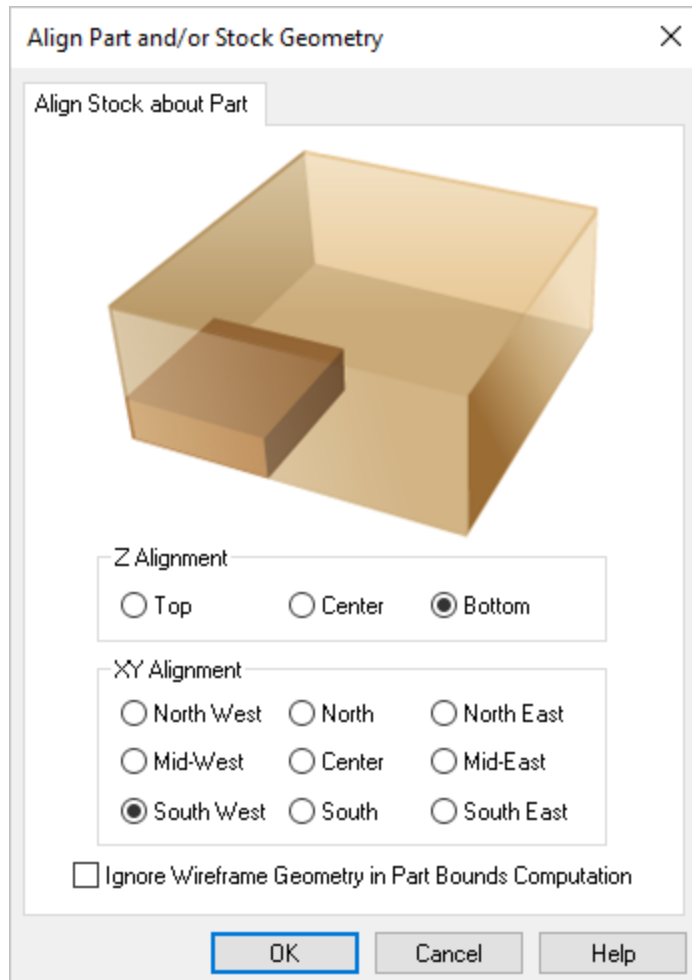 Align Part and/or Stock Geometry
Align Stock about Part
Z Alignment
Top Center Bottom
XY Alignment
North West North North East
Mid-West Center Mid-East
South West South South East
Ignore Wireframe Geometry in Part Bounds Computation
OK Cancel Help